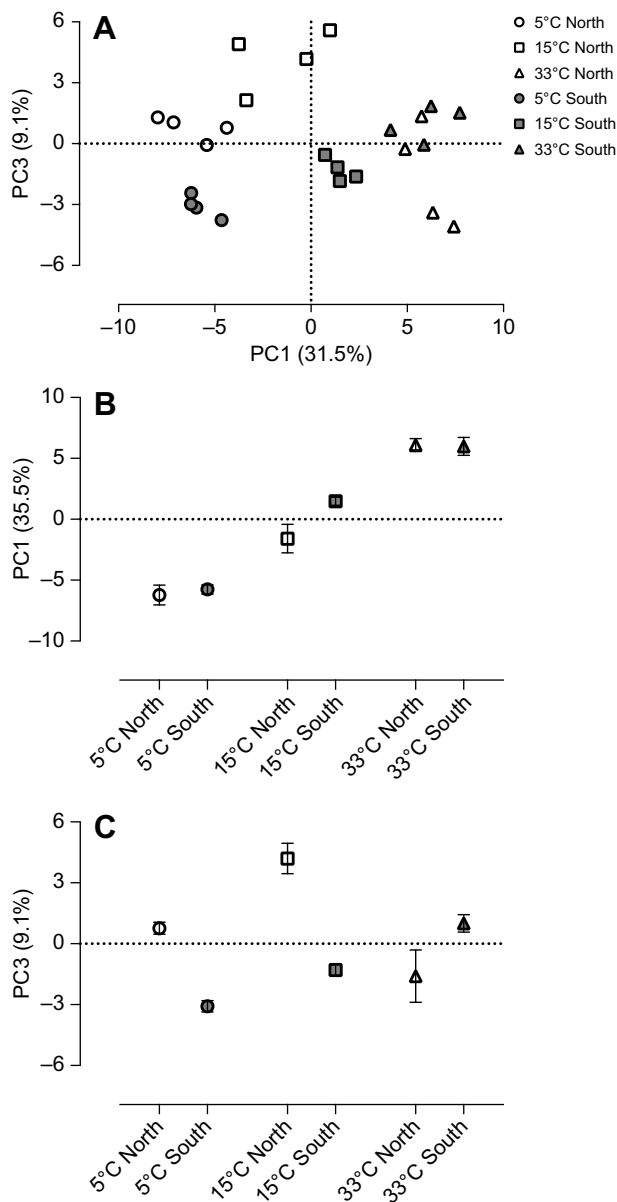 A
6
3
0
–3
–6
PC3 (9.1%)
–10
–5
0
5
10
PC1 (31.5%)
5°C North
15°C North
33°C North
5°C South
15°C South
33°C South
B
10
5
0
–5
–10
PC1 (35.5%)
5°C North
5°C South
15°C North
15°C South
33°C North
33°C South
C
6
3
0
–3
–6
PC3 (9.1%)
5°C North
5°C South
15°C North
15°C South
33°C North
33°C South